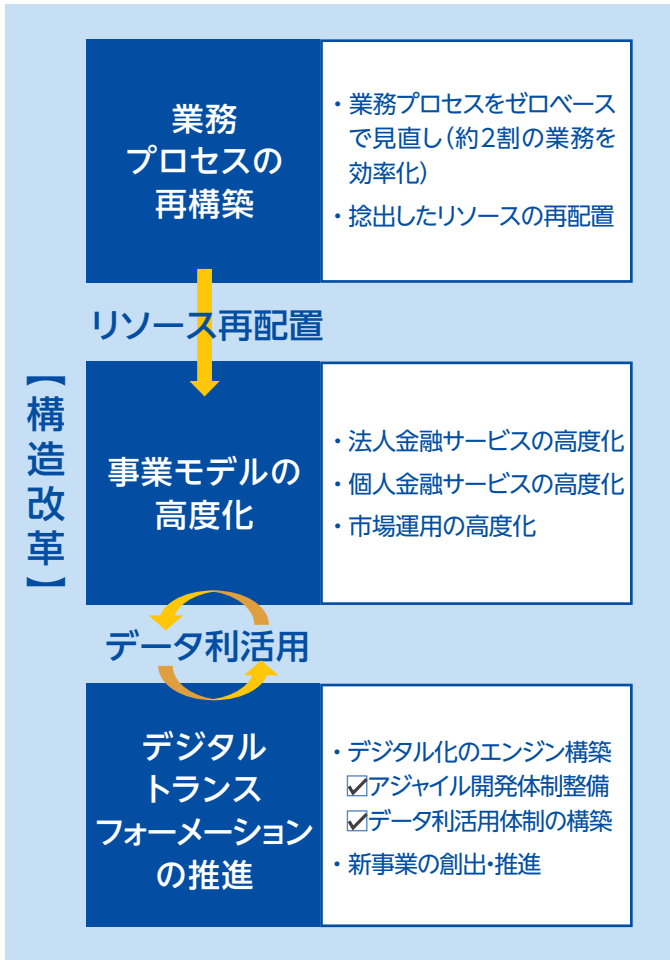 【構造改革】
業務
プロセスの
再構築
・業務プロセスをゼロベース
で見直し(約2割の業務を
効率化)
・捻出したリソースの再配置
リソース再配置
事業モデルの
高度化
・法人金融サービスの高度化
・個人金融サービスの高度化
・市場運用の高度化
データ利活用
デジタル
トランス
フォーメーション
の推進
・デジタル化のエンジン構築
☑アジャイル開発体制整備
☑データ利活用体制の構築
・新事業の創出・推進